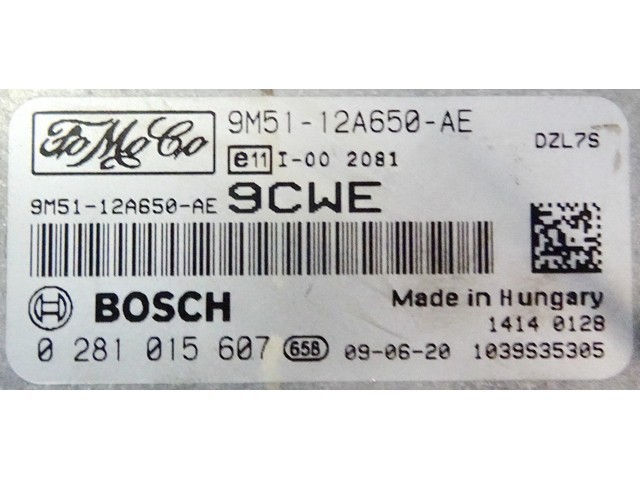 FoMoCo 9M51-12A650-AE DZL7S
e11 I-00 2081
9M51-12A650-AE 9CWE
BOSCH Made in Hungary
1414 0128
0 281 015 607 658 09-06-20 1039S35305